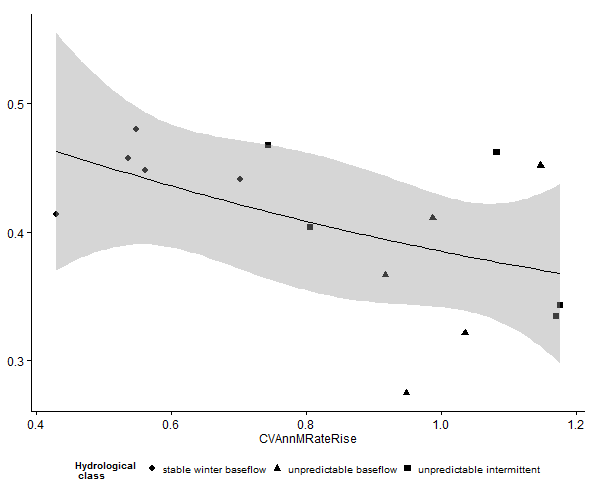 0.5
0.4
0.3
0.4 0.6 0.8 1.0 1.2
CVAnnMRateRise
Hydrological class stable winter baseflow unpredictable baseflow unpredictable intermittent